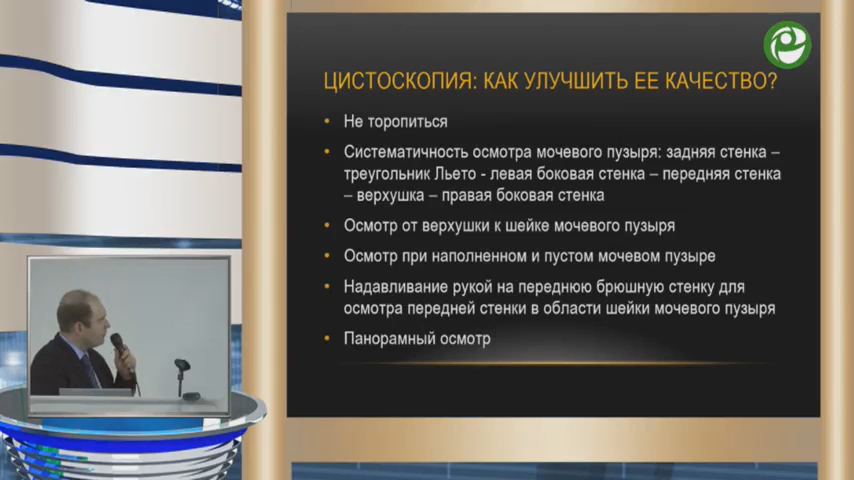 ЦИСТОСКОПИЯ: КАК УЛУЧШИТЬ ЕЕ КАЧЕСТВО?
• Не торопиться
• Систематичность осмотра мочевого пузыря: задняя стенка –
треугольник Льето - левая боковая стенка – передняя стенка
– верхушка – правая боковая стенка
• Осмотр от верхушки к шейке мочевого пузыря
• Осмотр при наполненном и пустом мочевом пузыре
• Надавливание рукой на переднюю брюшную стенку для
осмотра передней стенки в области шейки мочевого пузыря
• Панорамный осмотр